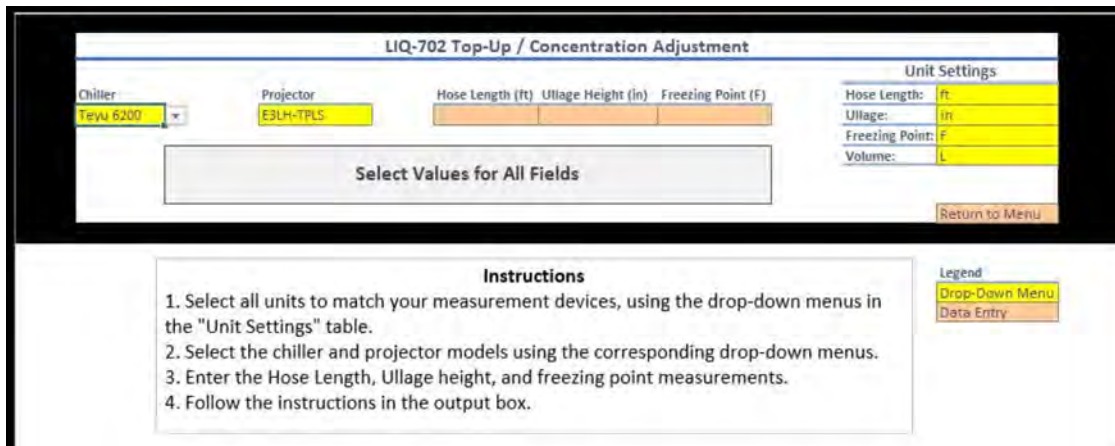 LIQ-702 Top-Up / Concentration Adjustment
Unit Settings
Chiller Projector Hose Length (ft) Ullage Height (in) Freezing Point (F) Hose Length: ft
Teyu 6200 E3LH-TPLS Ullage: in
Freezing Point: F
Volume: L
Select Values for All Fields
Return to Menu
Instructions
1. Select all units to match your measurement devices, using the drop-down menus in
the "Unit Settings" table.
2. Select the chiller and projector models using the corresponding drop-down menus.
3. Enter the Hose Length, Ullage height, and freezing point measurements.
4. Follow the instructions in the output box.
Legend
Drop-Down Menu
Data Entry